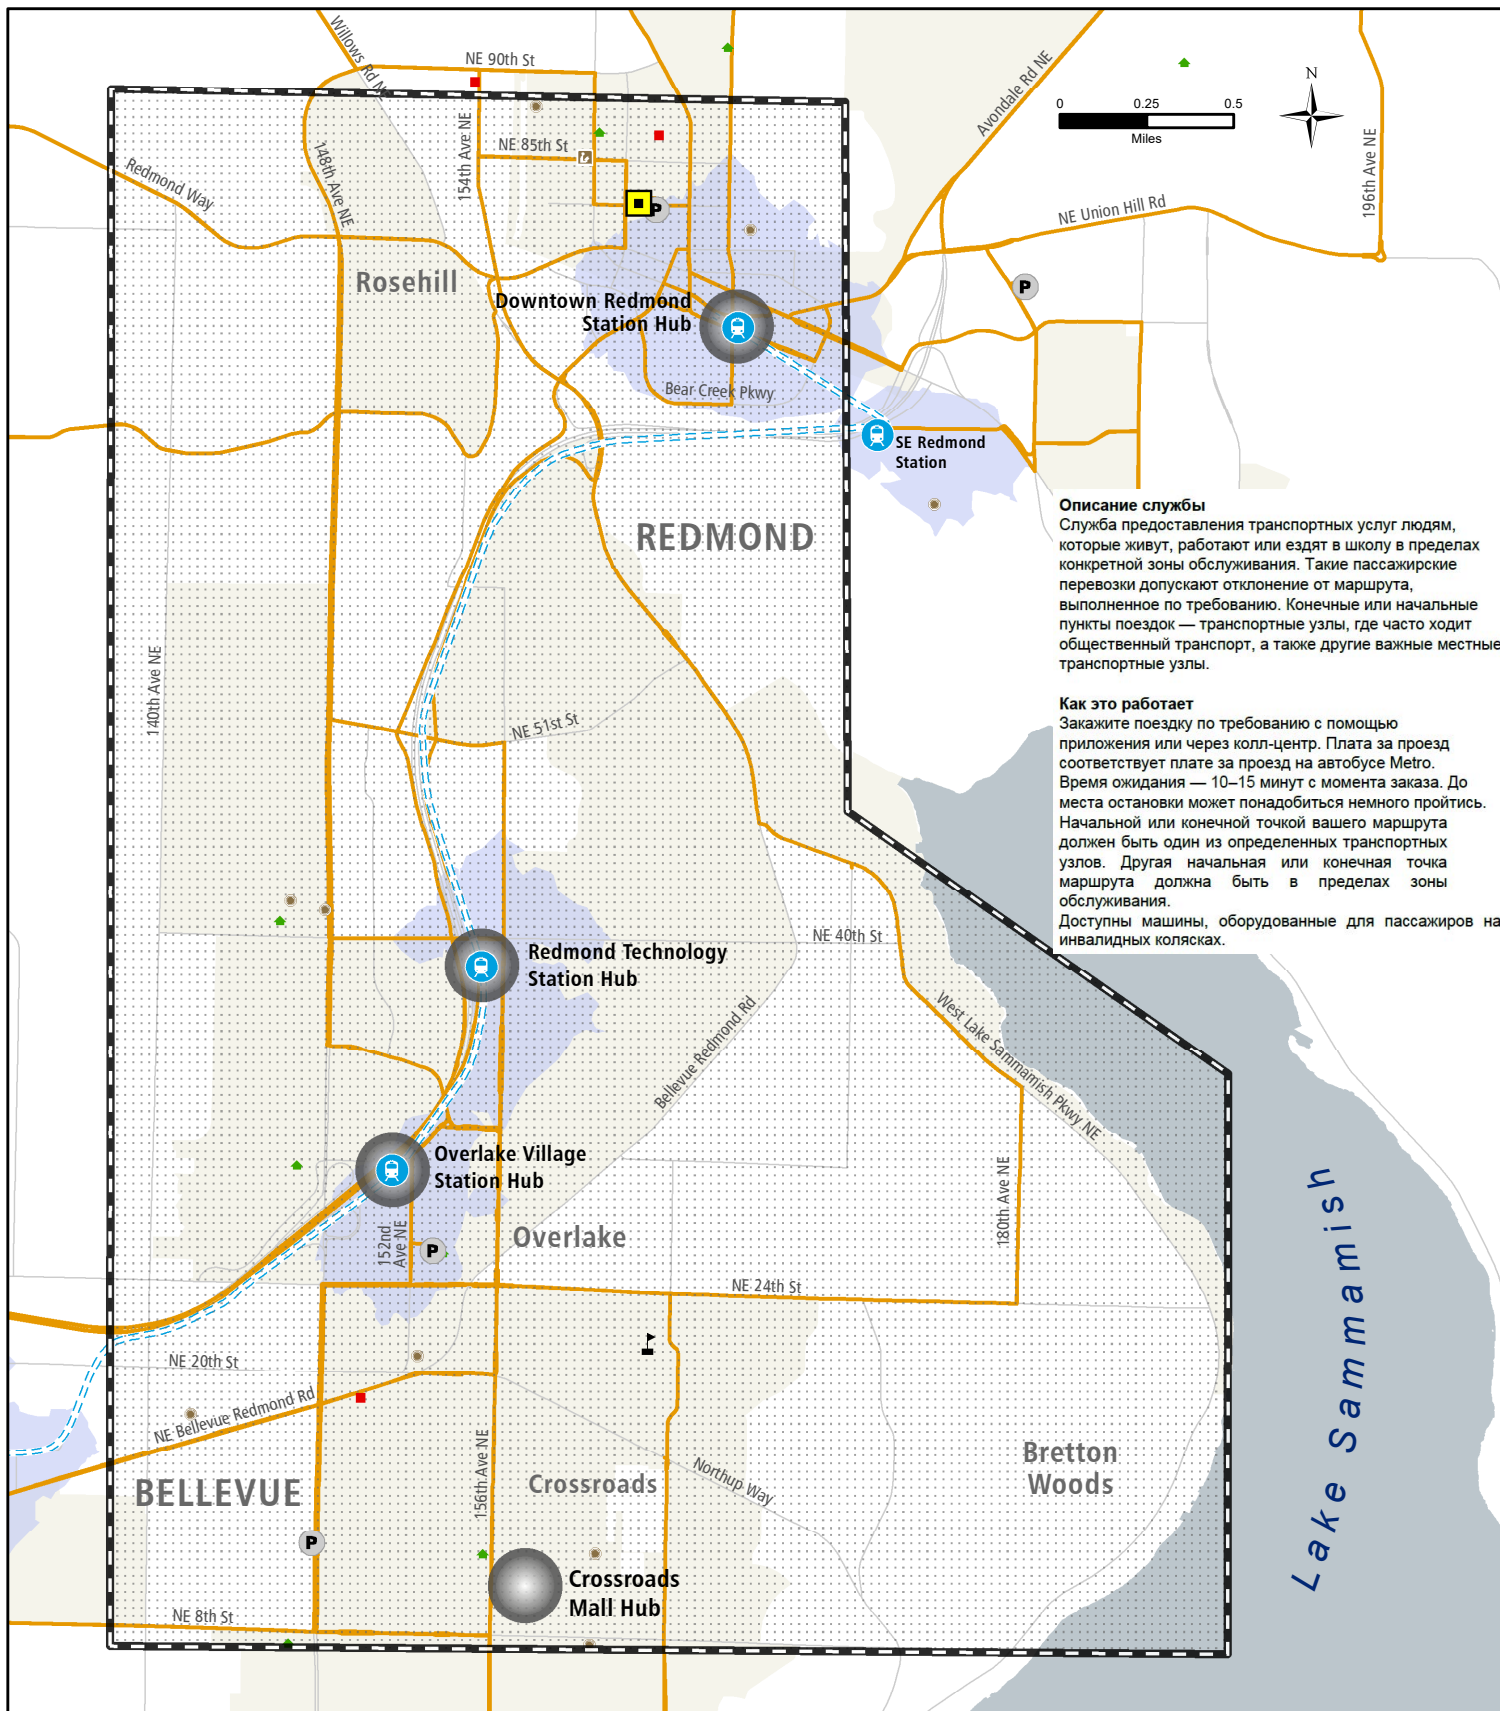 Willows Rd N
NE 90th St
Avondale Rd NE
0 0.25 0.5
Miles
N
196th Ave NE
154th Ave NE
NE 85th St
148th Ave NE
Redmond Way
P
NE Union Hill Rd
Rosehill
P
Downtown Redmond
Station Hub
Bear Creek Pkwy
SE Redmond
Station
REDMOND
Описание службы
Служба предоставления транспортных услуг людям,
которые живут, работают или ездят в школу в пределах
конкретной зоны обслуживания. Такие пассажирские
перевозки допускают отклонение от маршрута,
выполненное по требованию. Конечные или начальные
пункты поездок — транспортные узлы, где часто ходит
общественный транспорт, а также другие важные местные
транспортные узлы.
Как это работает
Закажите поездку по требованию с помощью
приложения или через колл-центр. Плата за проезд
соответствует плате за проезд на автобусе Metro.
Время ожидания — 10–15 минут с момента заказа. До
места остановки может понадобиться немного пройтись.
Начальной или конечной точкой вашего маршрута
должен быть один из определенных транспортных
узлов. Другая начальная или конечная точка
маршрута должна быть в пределах зоны
обслуживания.
Доступны машины, оборудованные для пассажиров на
инвалидных колясках.
140th Ave NE
NE 51st St
NE 40th St
Redmond Technology
Station Hub
West Lake Sammamish Pkwy NE
Bellevue Redmond Rd
Overlake Village
Station Hub
180th Ave NE
152nd
Ave NE
P
Overlake
NE 24th St
Lake Sammamish
NE 20th St
NE Bellevue Redmond Rd
BELLEVUE
156th Ave NE
Crossroads
Northup Way
Bretton
Woods
P
Crossroads
Mall Hub
NE 8th St